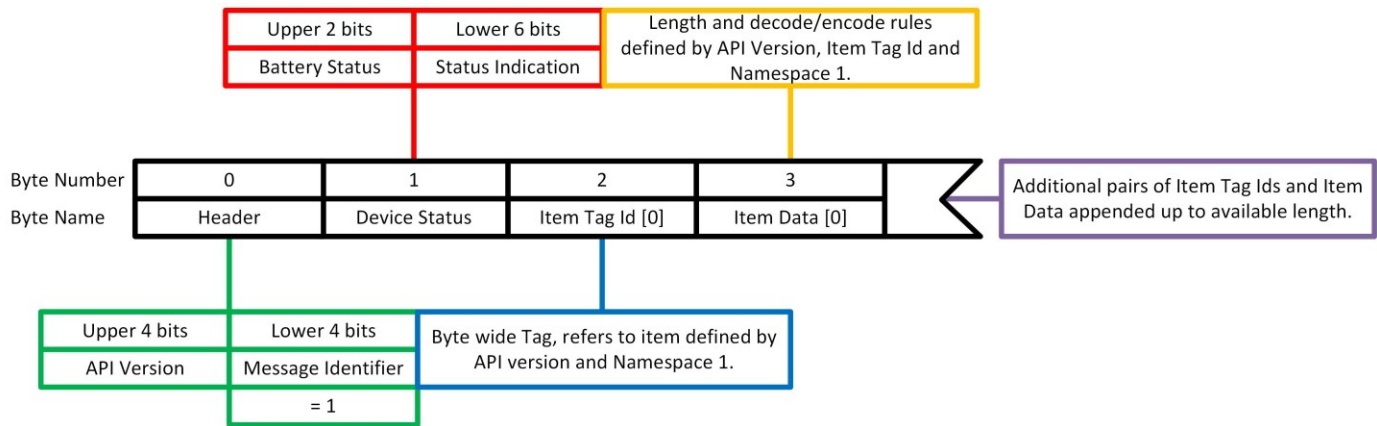 Upper 2 bits
Lower 6 bits
Battery Status
Status Indication
Length and decode/encode rules
defined by API Version, Item Tag Id and
Namespace 1.
Byte Number
0
1
2
3
Byte Name
Header
Device Status
Item Tag Id [0]
Item Data [0]
Additional pairs of Item Tag Ids and Item
Data appended up to available length.
Upper 4 bits
Lower 4 bits
API Version
Message Identifier
= 1
Byte wide Tag, refers to item defined by
API version and Namespace 1.